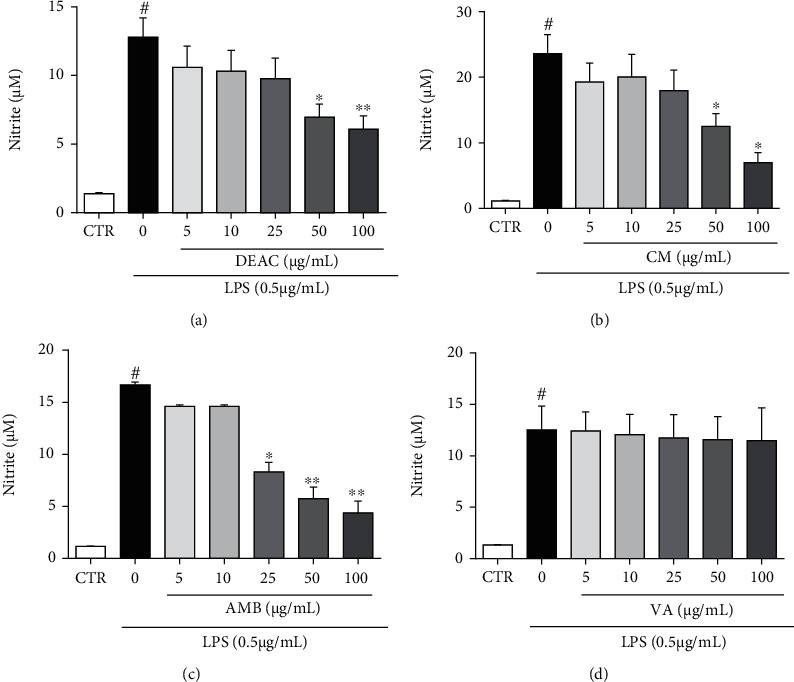 15
10
5
0
Nitrite (µM)
#
*
**
CTR 0 5 10 25 50 100
DEAC (µg/mL)
LPS (0.5µg/mL)
(a)
30
20
10
0
Nitrite (µM)
#
*
*
CTR 0 5 10 25 50 100
CM (µg/mL)
LPS (0.5µg/mL)
(b)
20
15
10
5
0
Nitrite (µM)
#
*
**
**
CTR 0 5 10 25 50 100
AMB (µg/mL)
LPS (0.5µg/mL)
(c)
20
15
10
5
0
Nitrite (µM)
#
CTR 0 5 10 25 50 100
VA (µg/mL)
LPS (0.5µg/mL)
(d)